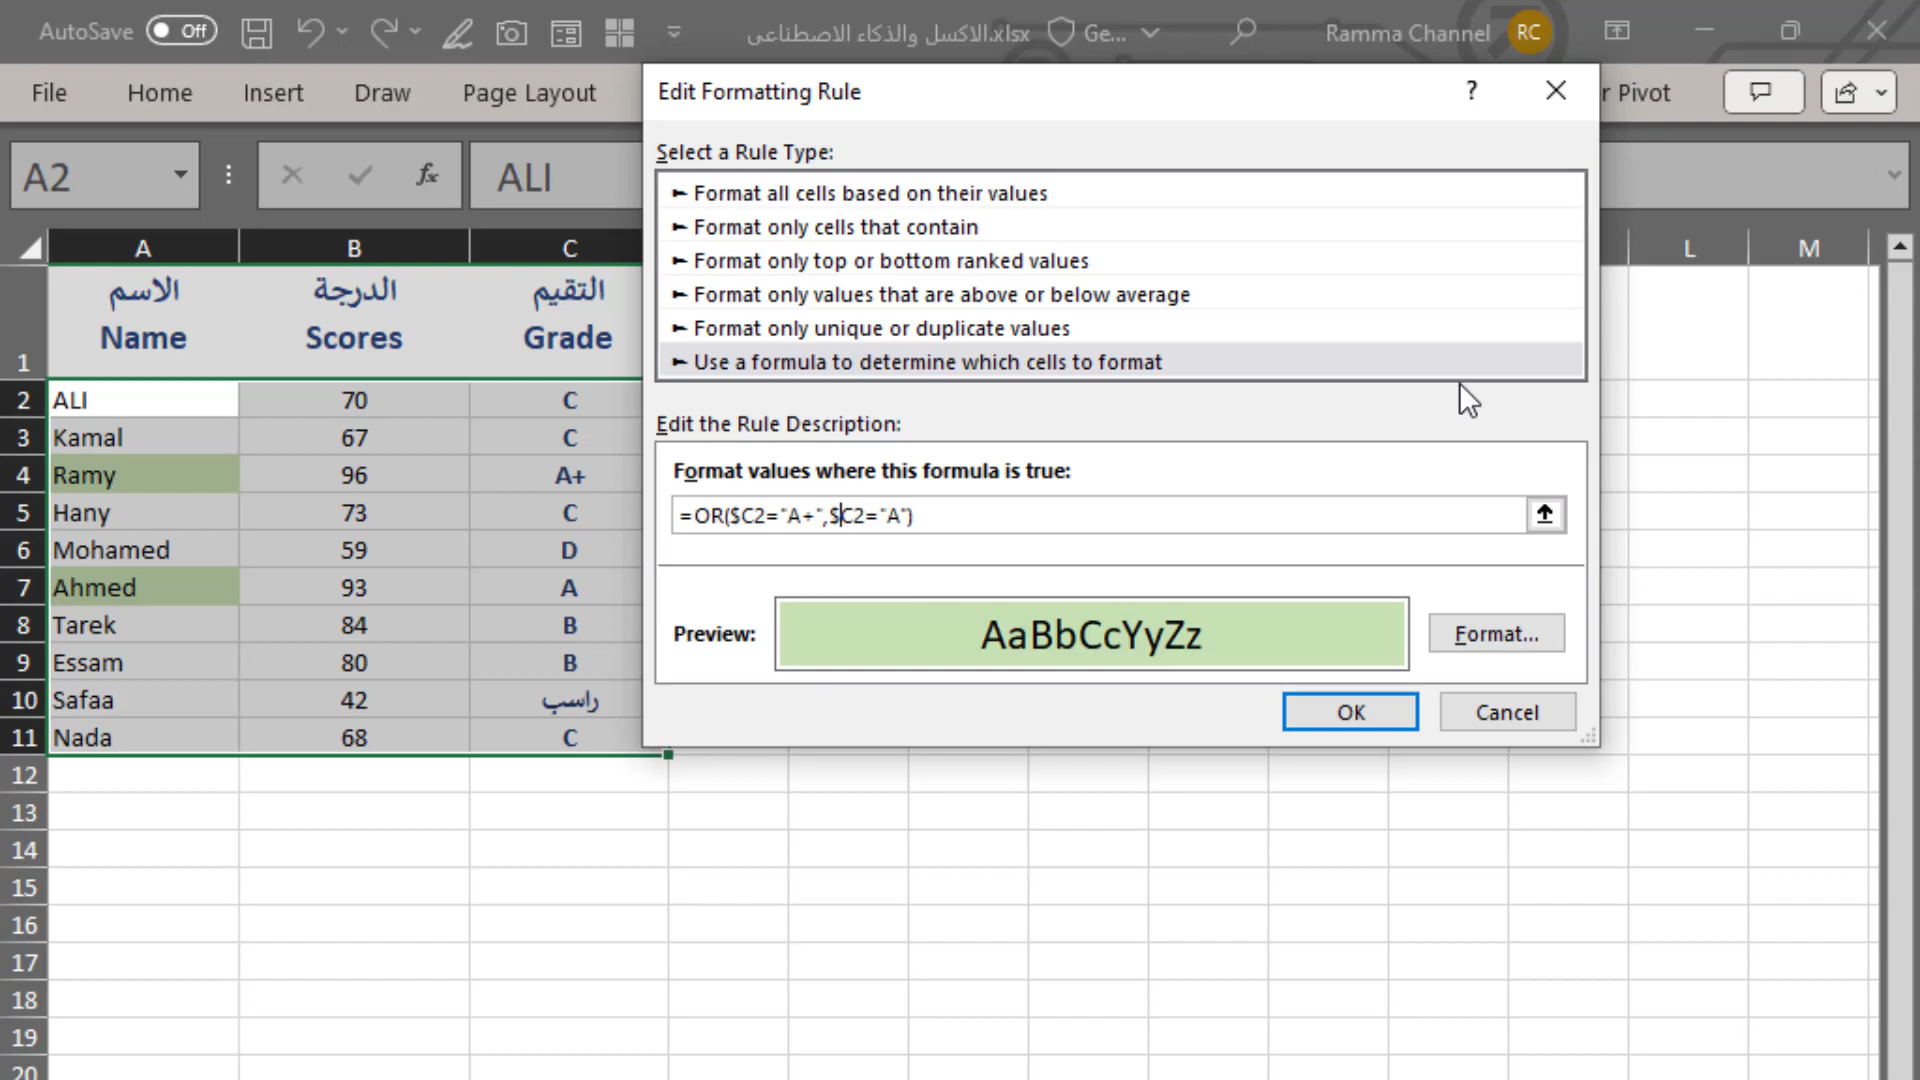 AutoSave Off الاكسل والذكاء الاصطناعى.xlsx Ge... Ramma Channel RC
File Home Insert Draw Page Layout r Pivot
A2 fx ALI
A B C L M
الاسم الدرجة التقيم
1 Name Scores Grade
2 ALI 70 C
3 Kamal 67 C
4 Ramy 96 A+
5 Hany 73 C
6 Mohamed 59 D
7 Ahmed 93 A
8 Tarek 84 B
9 Essam 80 B
10 Safaa 42 راسب
11 Nada 68 C
12
13
14
15
16
17
18
19
20
Edit Formatting Rule ?
Select a Rule Type:
► Format all cells based on their values
► Format only cells that contain
► Format only top or bottom ranked values
► Format only values that are above or below average
► Format only unique or duplicate values
► Use a formula to determine which cells to format
Edit the Rule Description:
Format values where this formula is true:
=OR($C2="A+",$C2="A")
Preview: AaBbCcYyZz Format...
OK Cancel